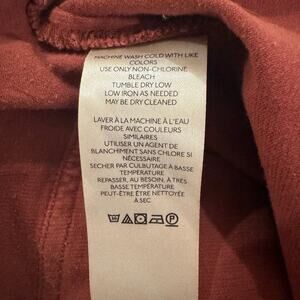 MACHINE WASH COLD WITH LIKE
COLORS
USE ONLY NON-CHLORINE
BLEACH
TUMBLE DRY LOW
LOW IRON AS NEEDED
MAY BE DRY CLEANED
LAVER À LA MACHINE À L'EAU
FROIDE AVEC COULEURS
SIMILAIRES
UTILISER UN AGENT DE
BLANCHIMENT SANS CHLORE SI
NÉCESSAIRE
SECHER PAR CULBUTAGE À BASSE
TEMPÉRATURE
REPASSER, AU BESOIN, À TRÈS
BASSE TEMPÉRATURE
PEUT-ÊTRE ÊTRE NETTOYÉ
À SEC